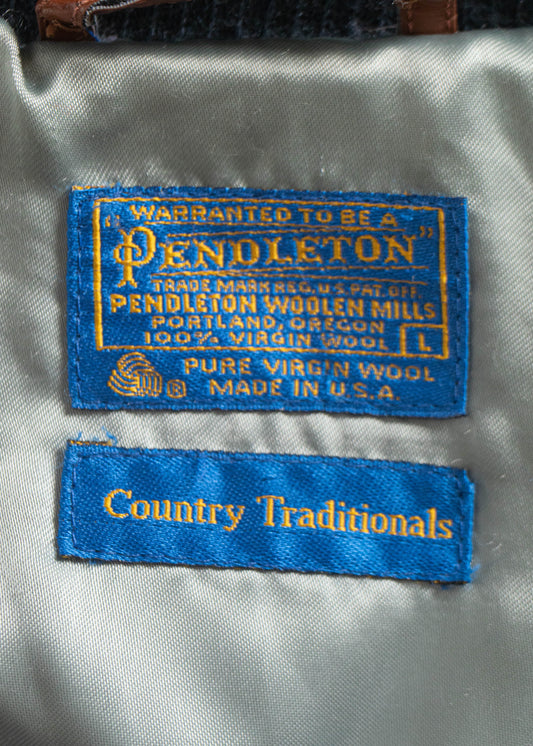 "WARRANTED TO BE A
PENDLETON"
TRADE MARK REG. U.S. PAT. OFF.
PENDLETON WOOLEN MILLS
PORTLAND, OREGON
100% VIRGIN WOOL L
PURE VIRGIN WOOL
® MADE IN U.S.A.
Country Traditionals